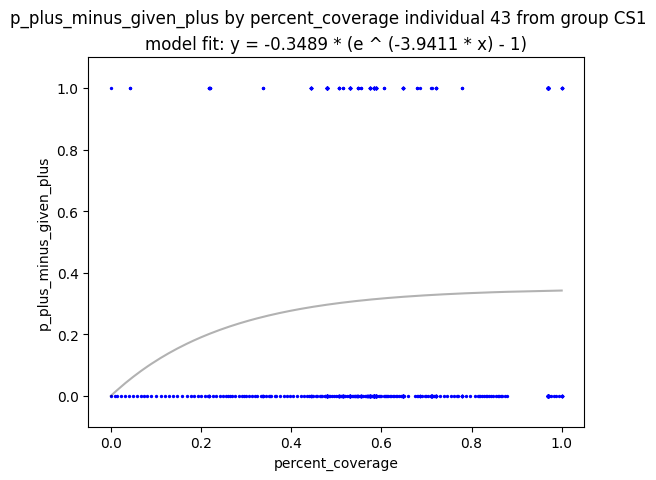 p_plus_minus_given_plus by percent_coverage individual 43 from group CS1
model fit: y = -0.3489 * (e ^ (-3.9411 * x) - 1)
1.0
0.8
0.6
0.4
0.2
0.0
p_plus_minus_given_plus
0.0 0.2 0.4 0.6 0.8 1.0
percent_coverage